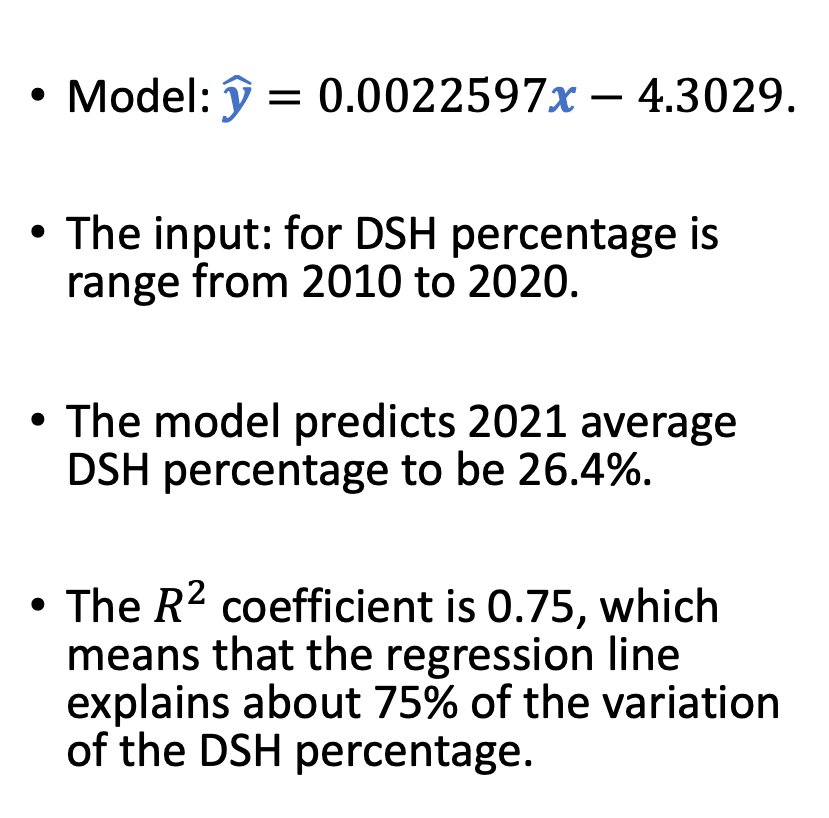 • Model: ŷ = 0.0022597x − 4.3029.
• The input: for DSH percentage is
range from 2010 to 2020.
• The model predicts 2021 average
DSH percentage to be 26.4%.
• The R² coefficient is 0.75, which
means that the regression line
explains about 75% of the variation
of the DSH percentage.